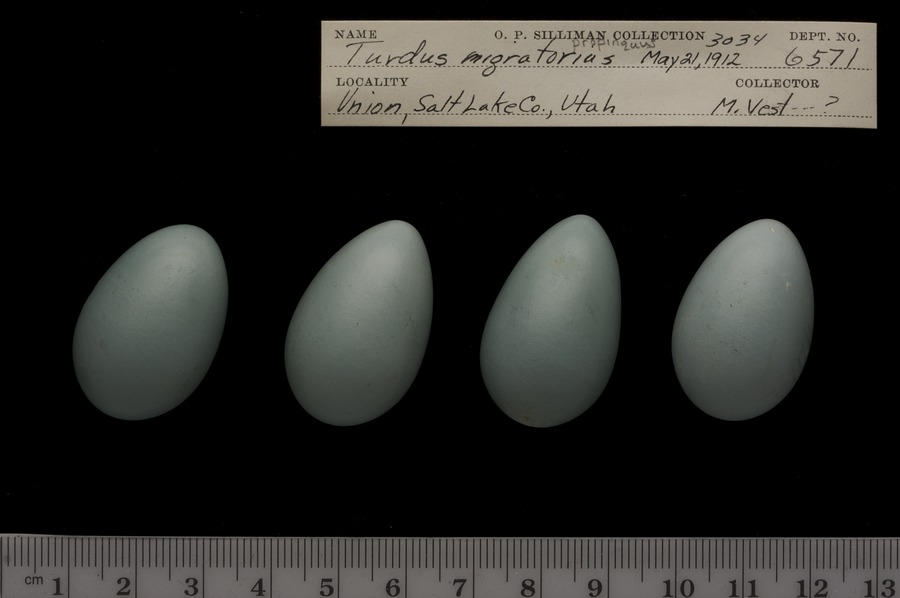 NAME O. P. SILLIMAN COLLECTION 3034 DEPT. NO.
propinquus
Turdus migratorius May 21, 1912 6571
LOCALITY COLLECTOR
Union, Salt Lake Co., Utah M. Vest---?
cm 1 2 3 4 5 6 7 8 9 10 11 12 13